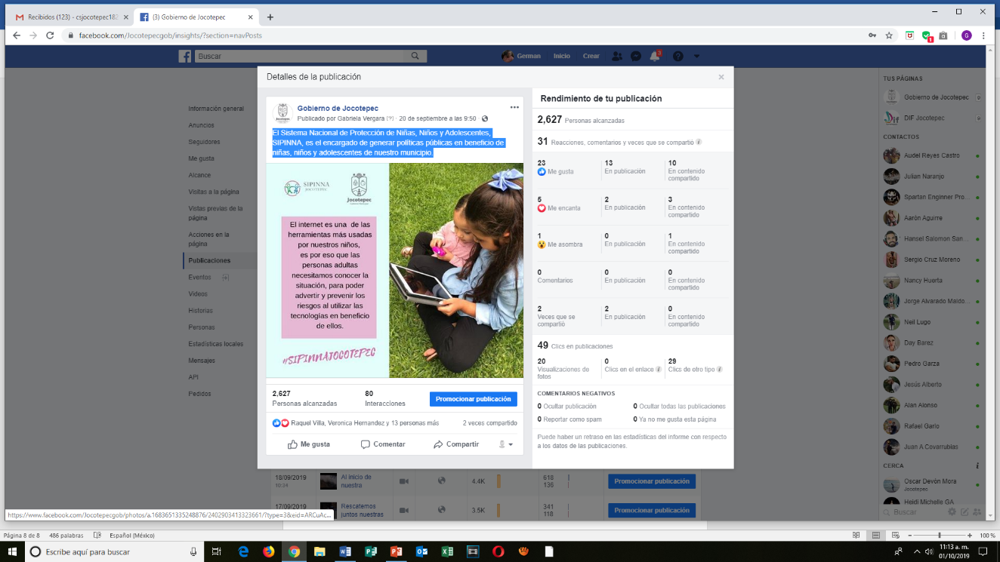 Recibidos (123) - csjocotepec182
(3) Gobierno de Jocotepec
facebook.com/Jocotepecgob/insights/?section=navPosts
Buscar
German
Inicio
Crear
Detalles de la publicación
Información general
Anuncios
Seguidores
Me gusta
Alcance
Visitas a la página
Vistas previas de la
página
Acciones en la
página
Publicaciones
Eventos
Videos
Historias
Personas
Estadísticas locales
Mensajes
API
Pedidos
Gobierno de Jocotepec
Publicado por Gabriela Vergara [?] · 20 de septiembre a las 9:50
El Sistema Nacional de Protección de Niñas, Niños y Adolescentes,
SIPINNA, es el encargado de generar políticas públicas en beneficio de
niñas, niños y adolescentes de nuestro municipio.
SIPINNA
JOCOTEPEC
Jocotepec
El internet es una de las
herramientas más usadas
por nuestros niños,
es por eso que las
personas adultas
necesitamos conocer la
situación, para poder
advertir y prevenir los
riesgos al utilizar las
tecnologías en beneficio
de ellos.
#SIPINNAJOCOTEPEC
2,627
Personas alcanzadas
80
Interacciones
Promocionar publicación
Raquel Villa, Veronica Hernandez y 13 personas más
2 veces compartido
Me gusta
Comentar
Compartir
Rendimiento de tu publicación
2,627 Personas alcanzadas
31 Reacciones, comentarios y veces que se compartió
23
Me gusta
13
En publicación
10
En contenido
compartido
5
Me encanta
2
En publicación
3
En contenido
compartido
1
Me asombra
0
En publicación
1
En contenido
compartido
0
Comentarios
0
En publicación
0
En contenido
compartido
2
Veces que se
compartió
2
En publicación
0
En contenido
compartido
49 Clics en publicaciones
20
Visualizaciones de
fotos
0
Clics en el enlace
29
Clics de otro tipo
COMENTARIOS NEGATIVOS
0 Ocultar publicación
0 Ocultar todas las publicaciones
0 Reportar como spam
0 Ya no me gusta esta página
Puede haber un retraso en las estadísticas del informe con respecto
a los datos de las publicaciones.
18/09/2019
10:24
Al inicio de
nuestra
4.4K
618
136
Promocionar publicación
17/09/2019
Rescatemos
juntos nuestras
3.5K
341
118
Promocionar publicación
TUS PÁGINAS
Gobierno de Jocotepec
DIF Jocotepec
CONTACTOS
Audel Reyes Castro
Julian Naranjo
Spartan Enginner Pro...
Aarón Aguirre
Hansel Salomon San...
Sergio Cruz Moreno
Nancy Huerta
Jorge Alvarado Maldo...
Neil Lugo
Day Barez
Pedro Garza
Jesús Alberto
Alan Alonso
Rafael Gario
Juan A Covarrubias
CERCA
Oscar Devón Mora
Jocotepec
Heidi Michelle GA
Buscar
https://www.facebook.com/Jocotepecgob/photos/a.1683651335248876/2402903413323661/?type=3&eid=ARCuAc...
Página 8 de 8
486 palabras
Español (México)
100 %
Escribe aquí para buscar
11:13 a. m.
01/10/2019